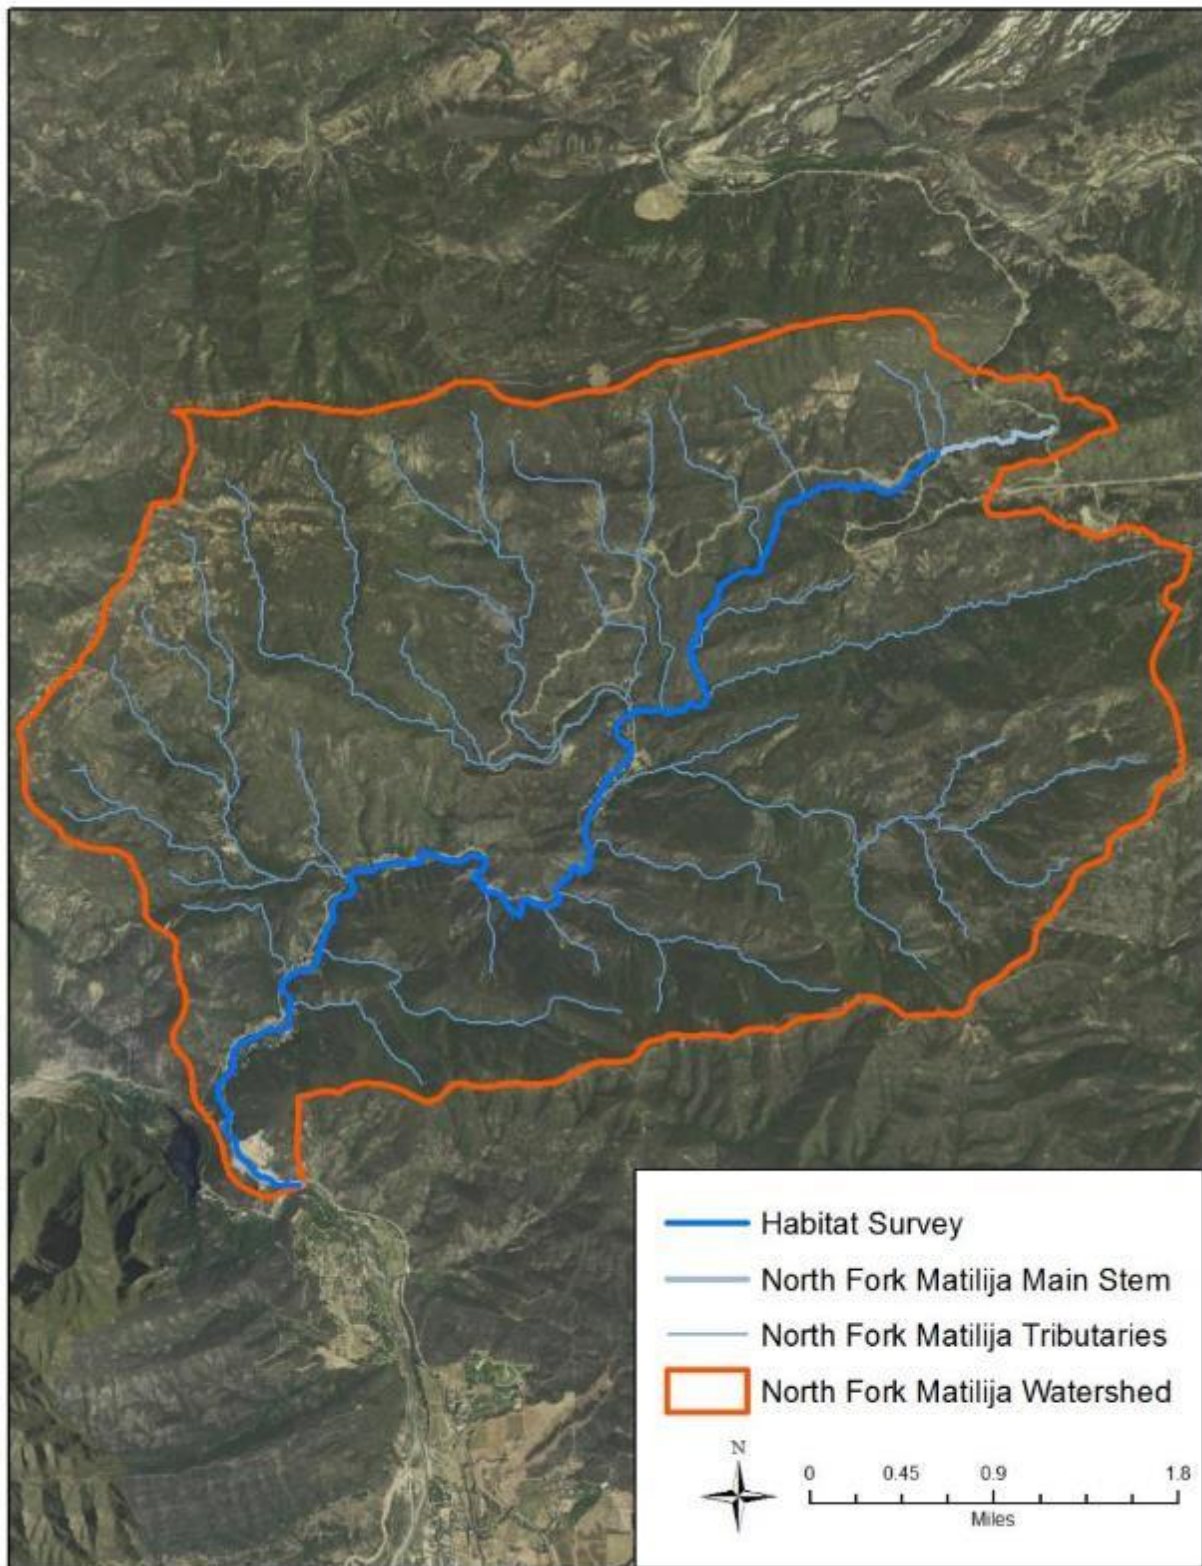 Habitat Survey
North Fork Matilija Main Stem
North Fork Matilija Tributaries
North Fork Matilija Watershed
N
0 0.45 0.9 1.8
Miles